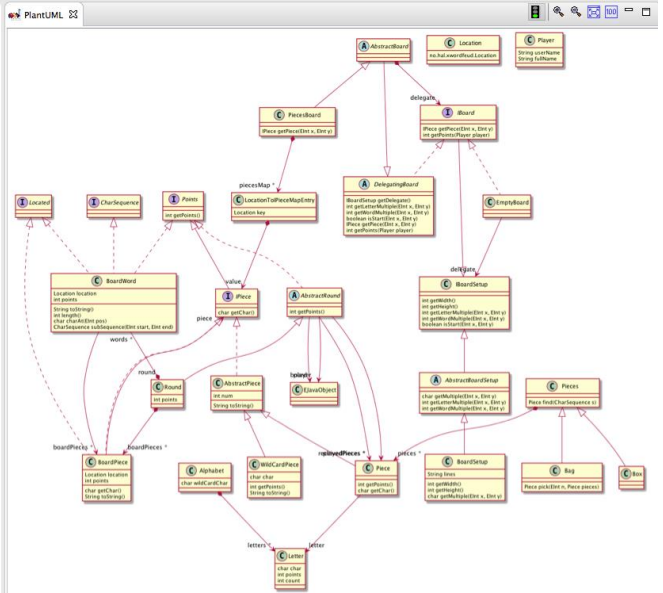 PlantUML
100
A AbstractBoard
C Location
no.hal.ewordfeud.Location
C Player
String userName
String fullName
delegate
C PiecesBoard
IPiece getPiece(EInt x, EInt y)
I IBoard
IPiece getPiece(EInt x, EInt y)
int getPoints(Player player)
piecesMap *
A DelegatingBoard
IBoardSetup getDelegate()
int getLetterMultiple(EInt x, EInt y)
int getWordMultiple(EInt x, EInt y)
boolean isStart(EInt x, EInt y)
IPiece getPiece(EInt x, EInt y)
int getPoints(Player player)
I Located
I CharSequence
I Points
int getPoints()
C LocationToIPieceMapEntry
Location key
C EmptyBoard
delegate
C BoardWord
Location location
int points
String toString()
int length()
char charAt(EInt pos)
CharSequence subSequence(EInt start, EInt end)
value
I IPiece
char getChar()
piece
A AbstractRound
int getPoints()
C IBoardSetup
int getWidth()
int getHeight()
int getLetterMultiple(EInt x, EInt y)
int getWordMultiple(EInt x, EInt y)
boolean isStart(EInt x, EInt y)
words *
round
C Round
int points
A AbstractPiece
int num
String toString()
C EJavaObject
A AbstractBoardSetup
char getMultiple(EInt x, EInt y)
int getLetterMultiple(EInt x, EInt y)
int getWordMultiple(EInt x, EInt y)
C Pieces
Piece find(CharSequence s)
boardPieces *
boardPieces *
pieces *
C BoardPiece
Location location
int points
char getChar()
String toString()
C Alphabet
char wildCardChar
C WildCardPiece
char char
int getPoints()
String toString()
C Piece
int getPoints()
char getChar()
C BoardSetup
String lines
int getWidth()
int getHeight()
char getMultiple(EInt x, EInt y)
C Bag
Piece pick(EInt n, Piece pieces)
C Box
letters *
letter
C Letter
char char
int points
int count